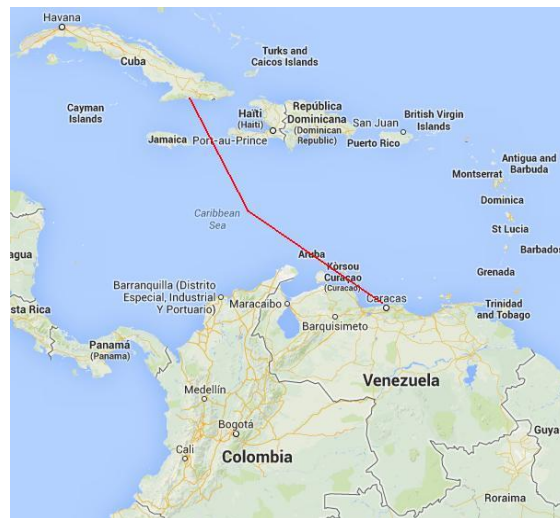 Havana
Cuba
Turks and
Caicos Islands
Cayman
Islands
Jamaica
Haïti
(Haiti)
Port-au-Prince
República
Dominicana
(Dominican
Republic)
San Juan
Puerto Rico
British Virgin
Islands
Antigua and
Barbuda
Montserrat
Dominica
St Lucia
Barbados
Caribbean
Sea
Grenada
Aruba
Kòrsou
Curaçao
(Curacao)
Trinidad
and Tobago
agua
Barranquilla (Distrito
Especial, Industrial
Y Portuario)
Maracaibo
Caracas
Barquisimeto
sta Rica
Panamá
(Panama)
Medellín
Venezuela
Bogotá
Cali
Colombia
Guya
Roraima